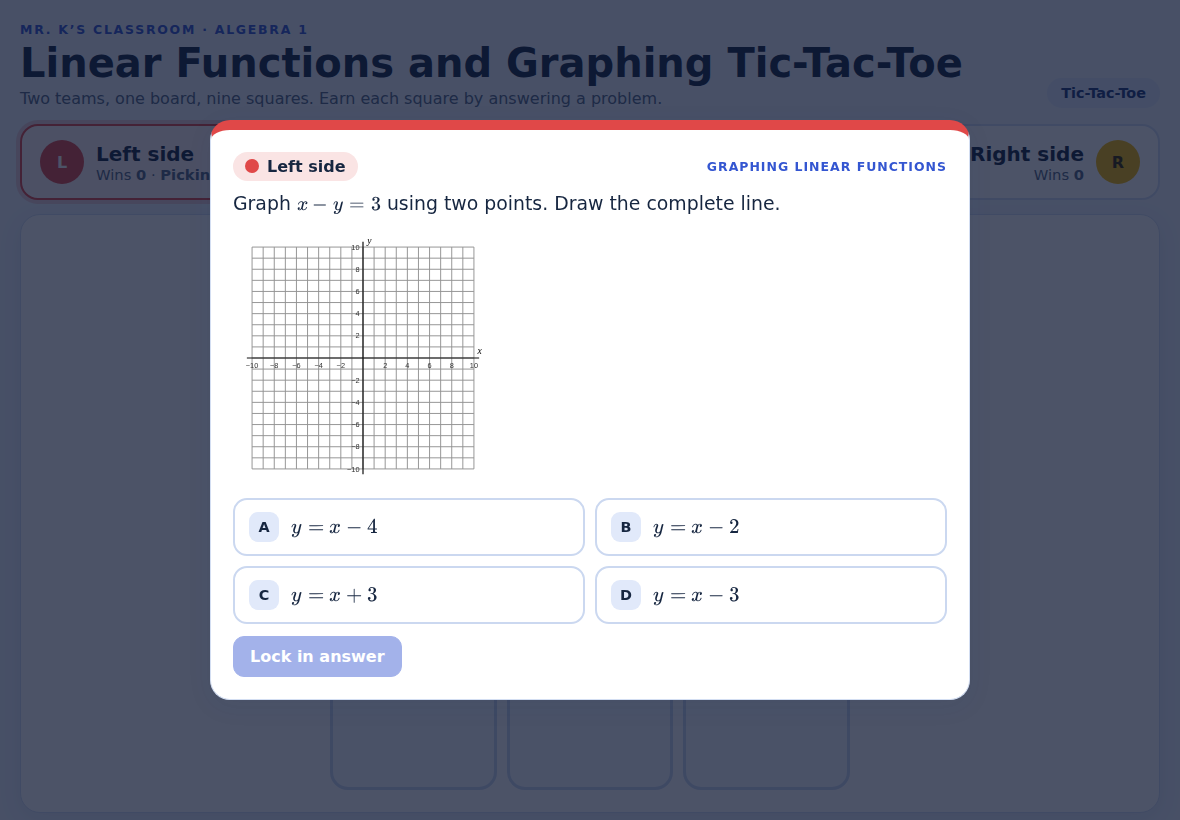 MR. K’S CLASSROOM · ALGEBRA 1
Linear Functions and Graphing Tic-Tac-Toe
Two teams, one board, nine squares. Earn each square by answering a problem.
Tic-Tac-Toe
L
Left side
Wins 0 · Pickin
Right side
Wins 0
R
Left side
GRAPHING LINEAR FUNCTIONS
Graph x − y = 3 using two points. Draw the complete line.
y
10
8
6
4
2
x
−10 −8 −6 −4 −2 2 4 6 8 10
−2
−4
−6
−8
−10
A y = x − 4
B y = x − 2
C y = x + 3
D y = x − 3
Lock in answer